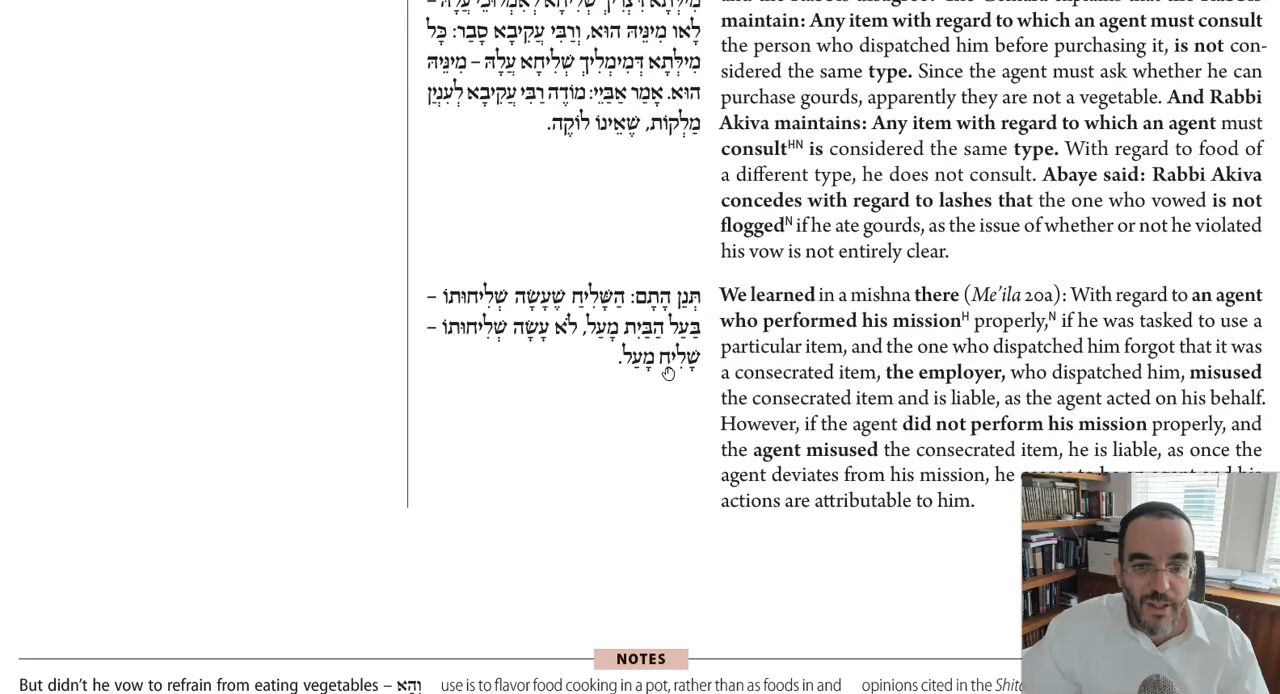 מִילְּתָא דְּצָרִיךְ שְׁלִיחָא לְאִמְּלוֹכֵי עֲלַהּ –
לָאו מִינֵּיהּ הוּא, וְרַבִּי עֲקִיבָא סָבַר: כׇּל
מִילְּתָא דְּמִימְּלִיךְ שְׁלִיחָא עֲלַהּ – מִינֵּיהּ
הוּא. אָמַר אַבָּיֵי: מוֹדֶה רַבִּי עֲקִיבָא לְעִנְיַן
מַלְקוֹת, שֶׁאֵינוֹ לוֹקֶה.
תְּנַן הָתָם: הַשָּׁלִיחַ שֶׁעָשָׂה שְׁלִיחוּתוֹ –
בַּעַל הַבַּיִת מָעַל, לֹא עָשָׂה שְׁלִיחוּתוֹ –
שָׁלִיחַ מָעַל.
maintain: Any item with regard to which an agent must consult
the person who dispatched him before purchasing it, is not con-
sidered the same type. Since the agent must ask whether he can
purchase gourds, apparently they are not a vegetable. And Rabbi
Akiva maintains: Any item with regard to which an agent must
consultHN is considered the same type. With regard to food of
a different type, he does not consult. Abaye said: Rabbi Akiva
concedes with regard to lashes that the one who vowed is not
floggedN if he ate gourds, as the issue of whether or not he violated
his vow is not entirely clear.
We learned in a mishna there (Me'ila 20a): With regard to an agent
who performed his missionH properly,N if he was tasked to use a
particular item, and the one who dispatched him forgot that it was
a consecrated item, the employer, who dispatched him, misused
the consecrated item and is liable, as the agent acted on his behalf.
However, if the agent did not perform his mission properly, and
the agent misused the consecrated item, he is liable, as once the
agent deviates from his mission, he
actions are attributable to him.
NOTES
But didn't he vow to refrain from eating vegetables – וְהָא
use is to flavor food cooking in a pot, rather than as foods in and
opinions cited in the